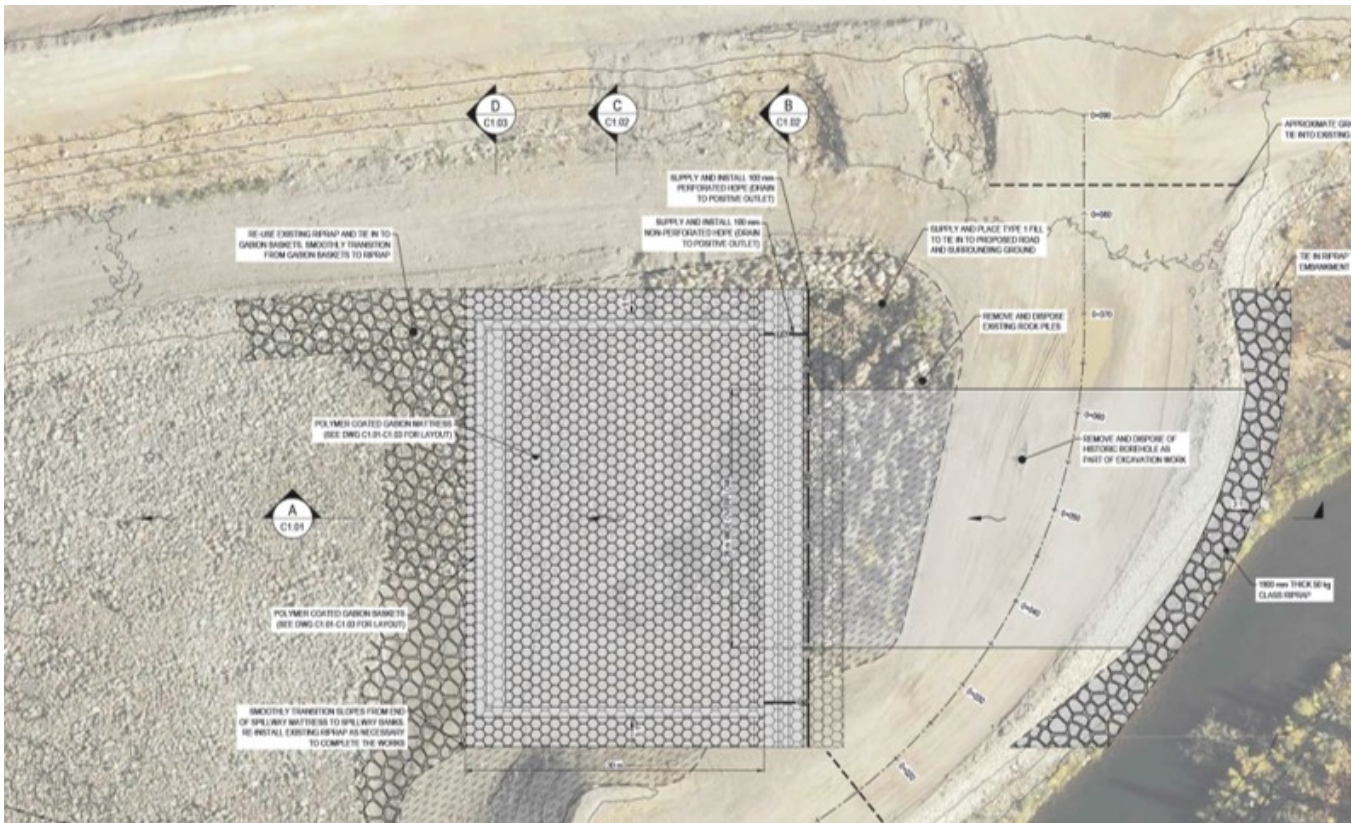 D
C1.03
C
C1.02
B
C1.02
0+090
APPROXIMATE
TIE INTO EXISTING
SUPPLY AND INSTALL 100 mm
PERFORATED HDPE (DRAIN
TO POSITIVE OUTLET)
0+080
RE-USE EXISTING RIPRAP AND TIE IN TO
GABION BASKETS. SMOOTHLY TRANSITION
FROM GABION BASKETS TO RIPRAP
SUPPLY AND INSTALL 100 mm
NON-PERFORATED HDPE (DRAIN
TO POSITIVE OUTLET)
SUPPLY AND PLACE TYPE 1 FILL
TO TIE IN TO PROPOSED ROAD
AND SURROUNDING GROUND
TIE IN RIPRAP
EMBANKMENT
REMOVE AND DISPOSE
EXISTING ROCK PILES
0+070
POLYMER COATED GABION MATTRESS
(SEE DWG C1.01-C1.03 FOR LAYOUT)
0+060
REMOVE AND DISPOSE OF
HISTORIC BOREHOLE AS
PART OF EXCAVATION WORK
A
C1.01
0+050
1900 mm THICK 50 kg
CLASS RIPRAP
POLYMER COATED GABION BASKETS
(SEE DWG C1.01-C1.03 FOR LAYOUT)
0+040
SMOOTHLY TRANSITION SLOPES FROM END
OF SPILLWAY MATTRESS TO SPILLWAY BANKS.
RE-INSTALL EXISTING RIPRAP AS NECESSARY
TO COMPLETE THE WORKS
0+030
0+020